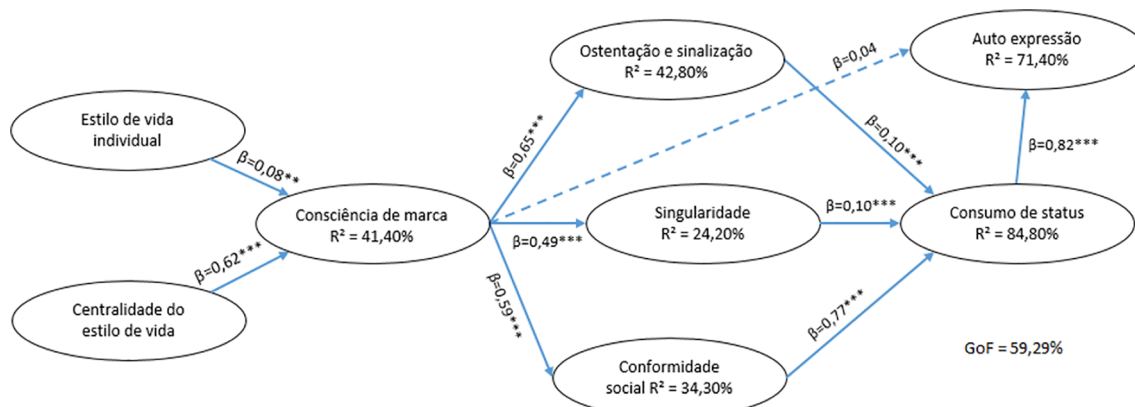 Ostentação e sinalização
R² = 42,80%
Auto expressão
R² = 71,40%
β=0,04
Estilo de vida
individual
β=0,08**
β=0,65***
β=0,10***
β=0,82***
Consciência de marca
R² = 41,40%
β=0,49***
Singularidade
R² = 24,20%
β=0,10***
Consumo de status
R² = 84,80%
β=0,62***
Centralidade do
estilo de vida
β=0,59***
β=0,77***
Conformidade
social R² = 34,30%
GoF = 59,29%